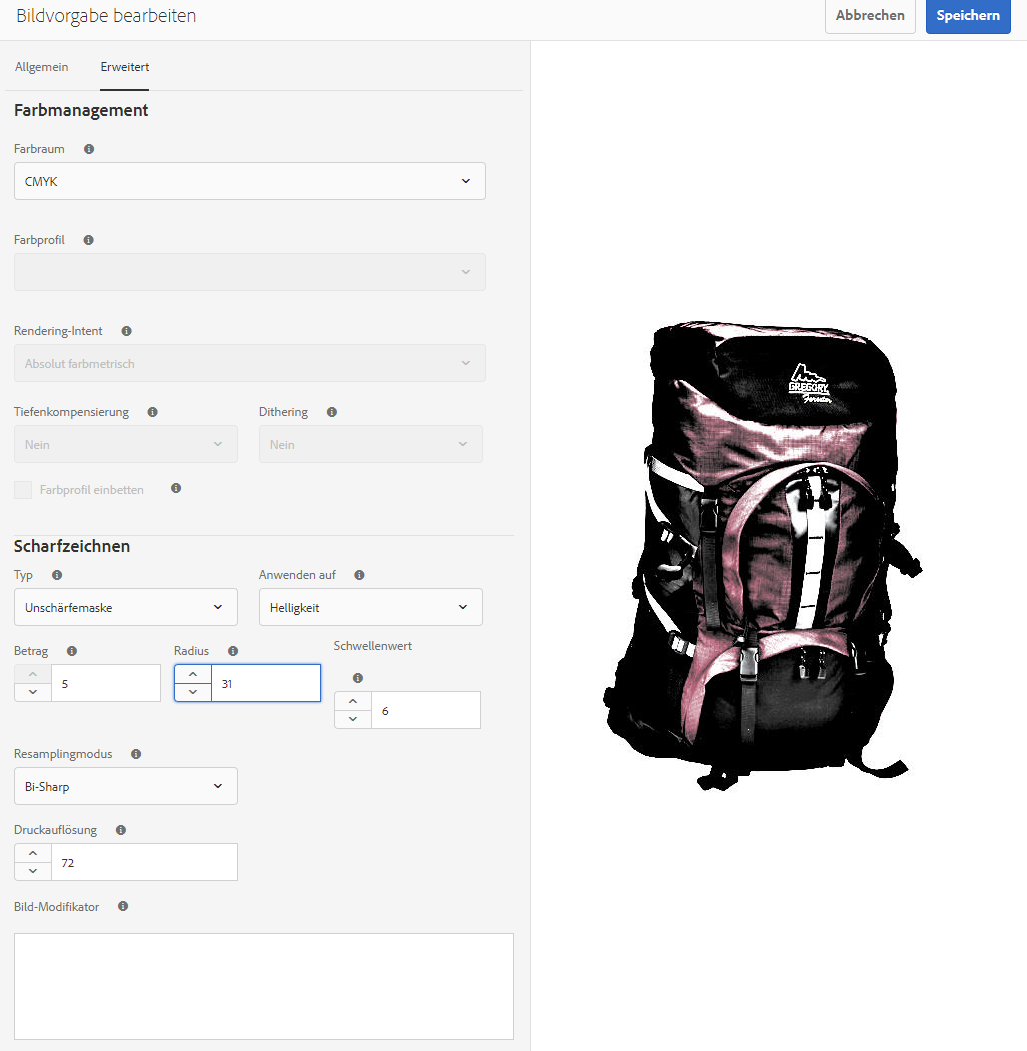 Bildvorgabe bearbeiten
Abbrechen
Speichern
Allgemein
Erweitert
Farbmanagement
Farbraum
CMYK
Farbprofil
Rendering-Intent
Absolut farbmetrisch
Tiefenkompensierung
Dithering
Nein
Nein
Farbprofil einbetten
Scharfzeichnen
Typ
Anwenden auf
Unschärfemaske
Helligkeit
Betrag
Radius
Schwellenwert
5
31
6
Resamplingmodus
Bi-Sharp
Druckauflösung
72
Bild-Modifikator
GREGORY
Forester